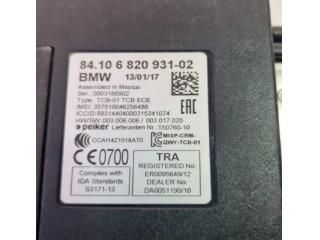 84.10 6 820 931-02
BMW 13/01/17
Assembled in Mexico
Ser.: 0003186902
Type: TCB-01 TCB ECE
IMEI: 357510046256480
ICCID: 89314404000315341074
HW/SW: 003.006.006 / 003.017.020
peiker Lieferanten Nr.: 550760-10
CCAI14Z1018AT0
MSIP-CRM-
QWY-TCB-01
CE 0700
TRA
REGISTERED No:
ER0095649/12
DEALER No:
DA0051190/10
Complies with
IDA Standards
S3171-13
EAC